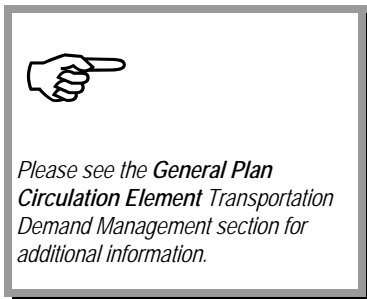 Please see the General Plan
Circulation Element Transportation
Demand Management section for
additional information.